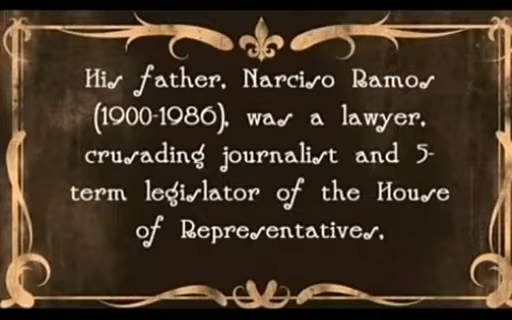 His father, Narciso Ramos
(1900-1986), was a lawyer,
crusading journalist and 5-
term legislator of the House
of Representatives,